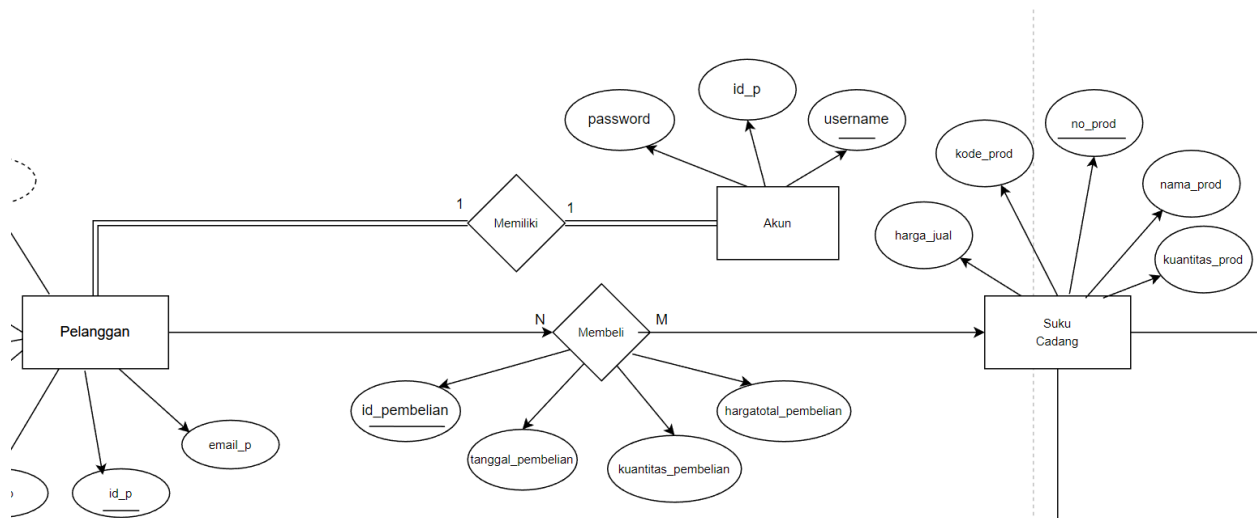 id_p
password
username
no_prod
kode_prod
nama_prod
1
1
Memiliki
Akun
harga_jual
kuantitas_prod
N
M
Pelanggan
Membeli
Suku
Cadang
id_pembelian
hargatotal_pembelian
email_p
tanggal_pembelian
kuantitas_pembelian
id_p